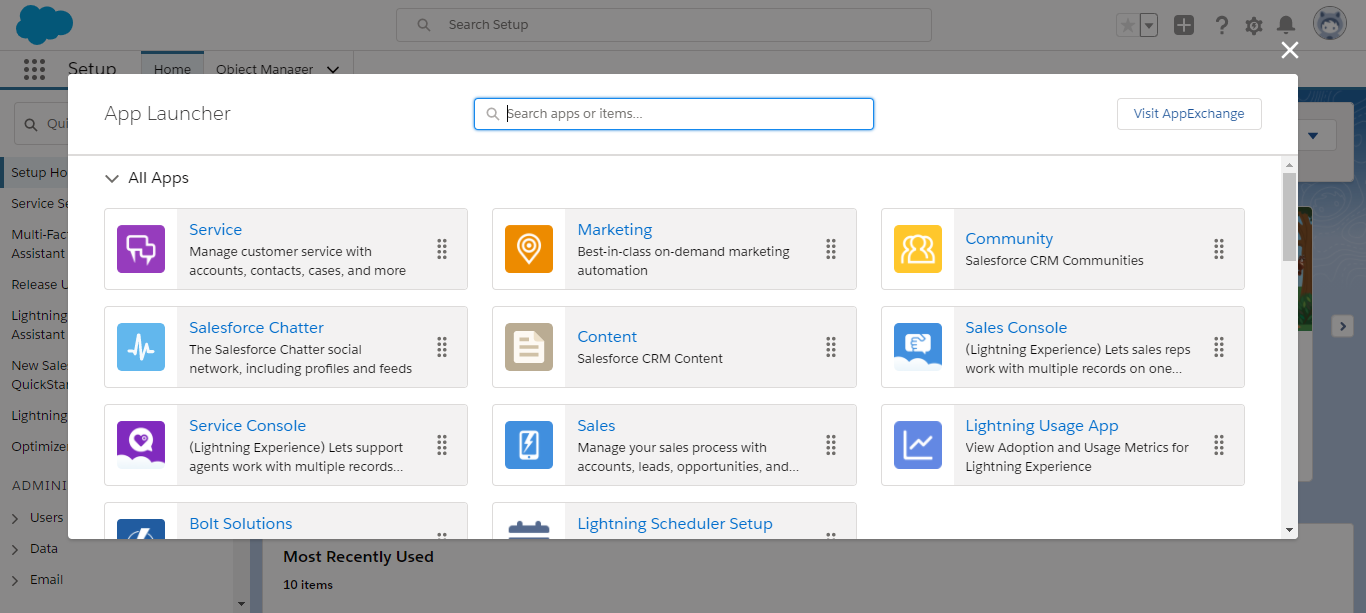 Search Setup
Setup
Home
Object Manager
App Launcher
Search apps or items...
Visit AppExchange
All Apps
Service
Manage customer service with
accounts, contacts, cases, and more
Marketing
Best-in-class on-demand marketing
automation
Community
Salesforce CRM Communities
Salesforce Chatter
The Salesforce Chatter social
network, including profiles and feeds
Content
Salesforce CRM Content
Sales Console
(Lightning Experience) Lets sales reps
work with multiple records on one...
Service Console
(Lightning Experience) Lets support
agents work with multiple records...
Sales
Manage your sales process with
accounts, leads, opportunities, and...
Lightning Usage App
View Adoption and Usage Metrics for
Lightning Experience
Bolt Solutions
Lightning Scheduler Setup
Qui
Setup Ho
Service Se
Multi-Fac
Assistant
Release U
Lightning
Assistant
New Sale
QuickStar
Lightning
Optimize
ADMINI
Users
Data
Email
Most Recently Used
10 items